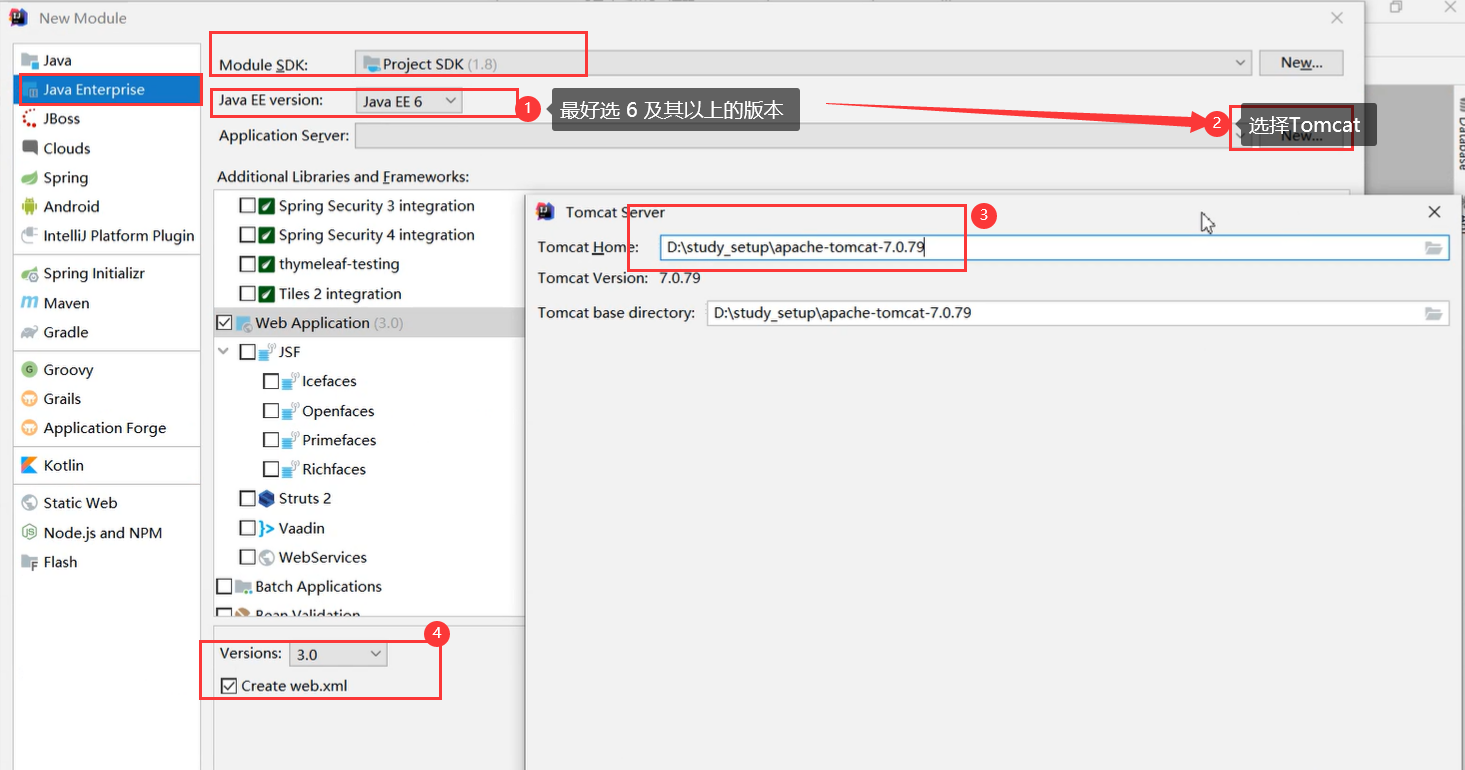 New Module
Java
Java Enterprise
JBoss
Clouds
Spring
Android
IntelliJ Platform Plugin
Spring Initializr
Maven
Gradle
Groovy
Grails
Application Forge
Kotlin
Static Web
Node.js and NPM
Flash
Module SDK: Project SDK (1.8) New...
Java EE version: Java EE 6
1 最好选 6 及其以上的版本
Application Server: New...
2 选择Tomcat
Additional Libraries and Frameworks:
Spring Security 3 integration
Spring Security 4 integration
thymeleaf-testing
Tiles 2 integration
Web Application (3.0)
JSF
Icefaces
Openfaces
Primefaces
Richfaces
Struts 2
Vaadin
WebServices
Batch Applications
Bean Validation
4
Versions: 3.0
Create web.xml
Tomcat Server
3
Tomcat Home: D:\study_setup\apache-tomcat-7.0.79
Tomcat Version: 7.0.79
Tomcat base directory: D:\study_setup\apache-tomcat-7.0.79
Database